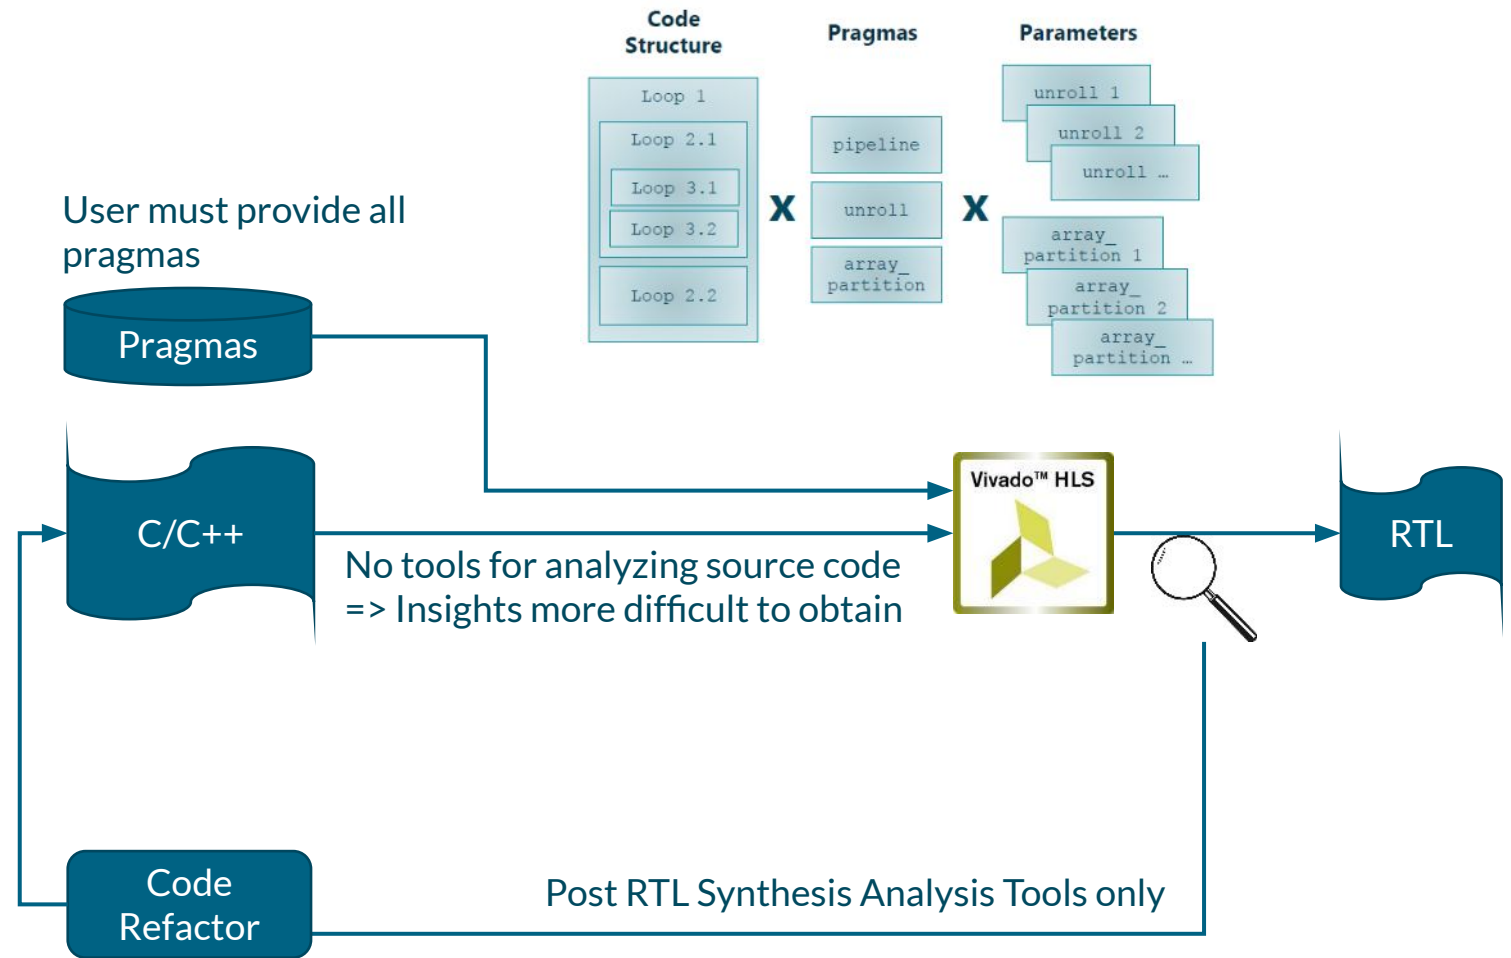 Code
Structure
Pragmas
Parameters
Loop 1
Loop 2.1
Loop 3.1
Loop 3.2
Loop 2.2
X
pipeline
unroll
array_
partition
X
unroll 1
unroll 2
unroll …
array_
partition 1
array_
partition 2
array_
partition …
User must provide all
pragmas
Pragmas
C/C++
No tools for analyzing source code
=> Insights more difficult to obtain
Vivado™ HLS
RTL
Code
Refactor
Post RTL Synthesis Analysis Tools only